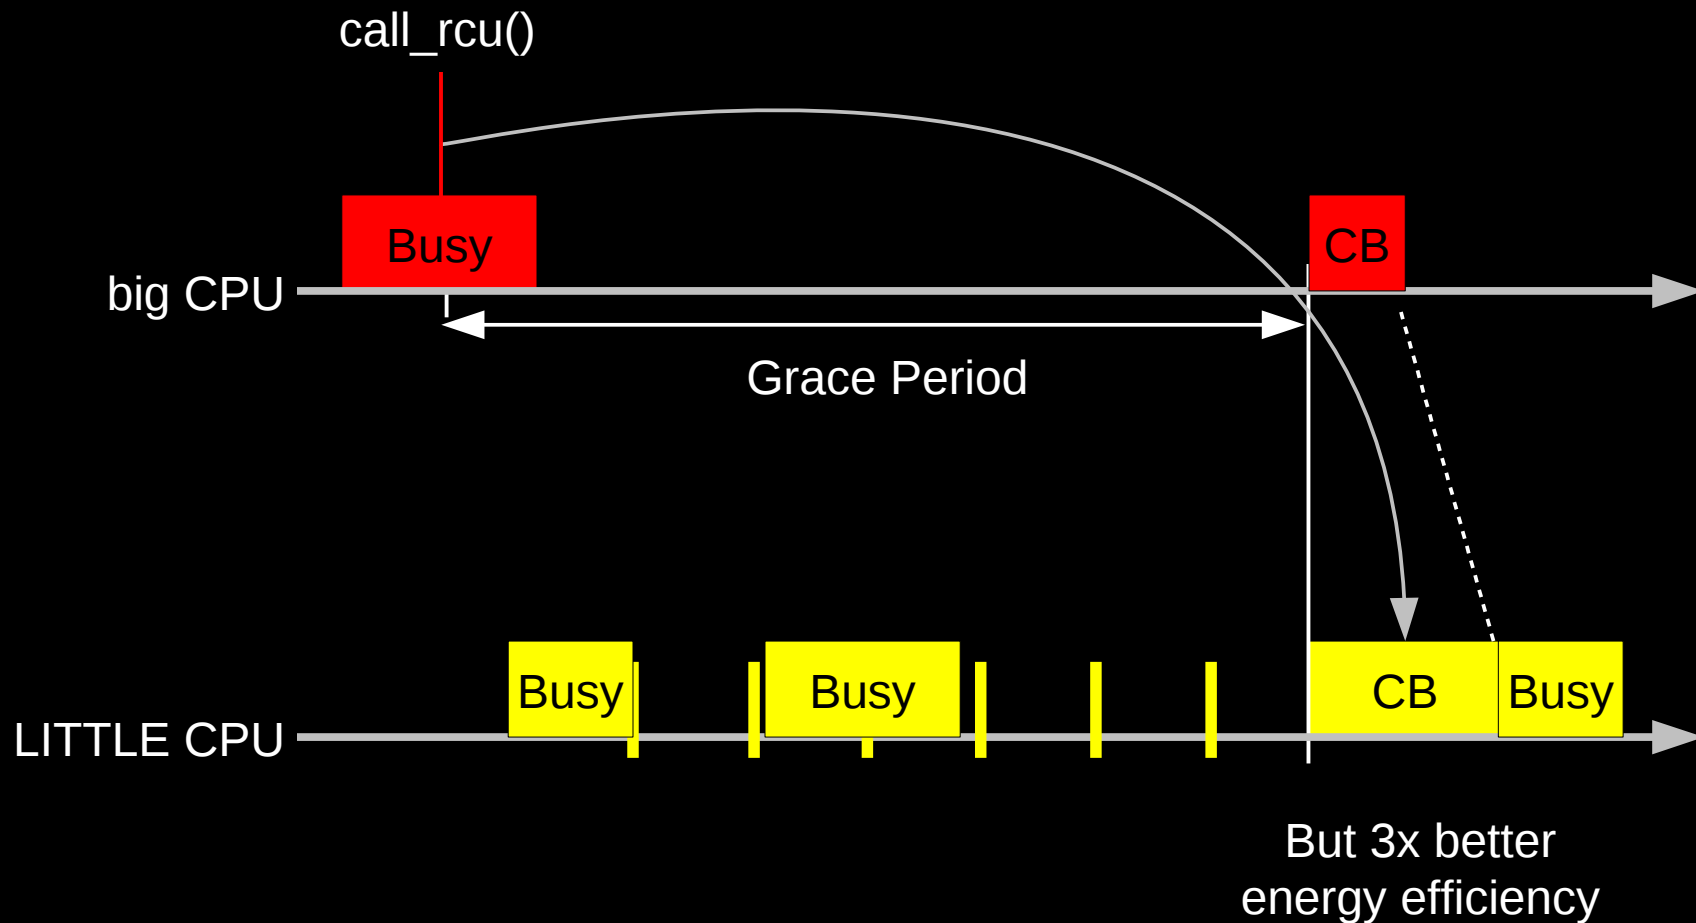 call_rcu()
Busy
CB
big CPU
Grace Period
Busy
Busy
CB
Busy
LITTLE CPU
But 3x better
energy efficiency